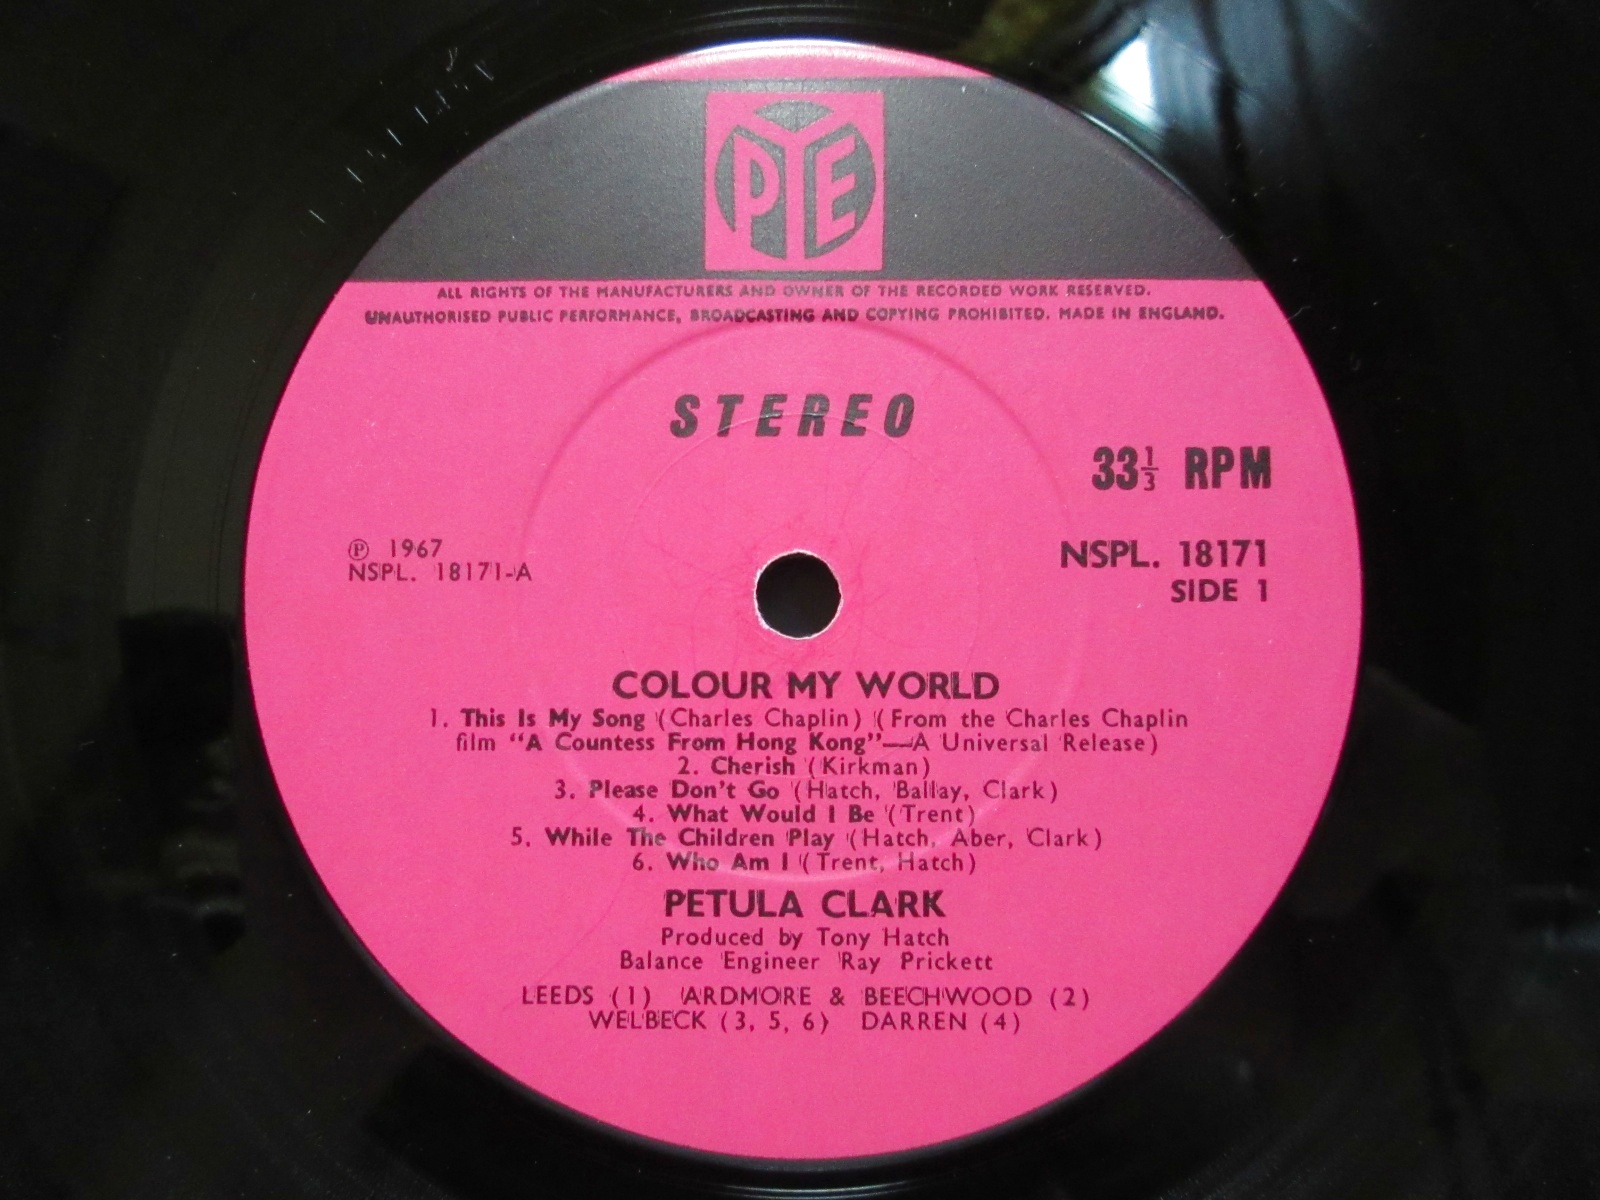 PYE
ALL RIGHTS OF THE MANUFACTURERS AND OWNER OF THE RECORDED WORK RESERVED.
UNAUTHORISED PUBLIC PERFORMANCE, BROADCASTING AND COPYING PROHIBITED. MADE IN ENGLAND.
STEREO
33⅓ RPM
℗ 1967
NSPL. 18171-A
NSPL. 18171
SIDE 1
COLOUR MY WORLD
1. This Is My Song (Charles Chaplin) (From the Charles Chaplin
film “A Countess From Hong Kong”—A Universal Release)
2. Cherish (Kirkman)
3. Please Don't Go (Hatch, Ballay, Clark)
4. What Would I Be (Trent)
5. While The Children Play (Hatch, Aber, Clark)
6. Who Am I (Trent, Hatch)
PETULA CLARK
Produced by Tony Hatch
Balance Engineer Ray Prickett
LEEDS (1) ARDMORE & BEECHWOOD (2)
WELBECK (3, 5, 6) DARREN (4)